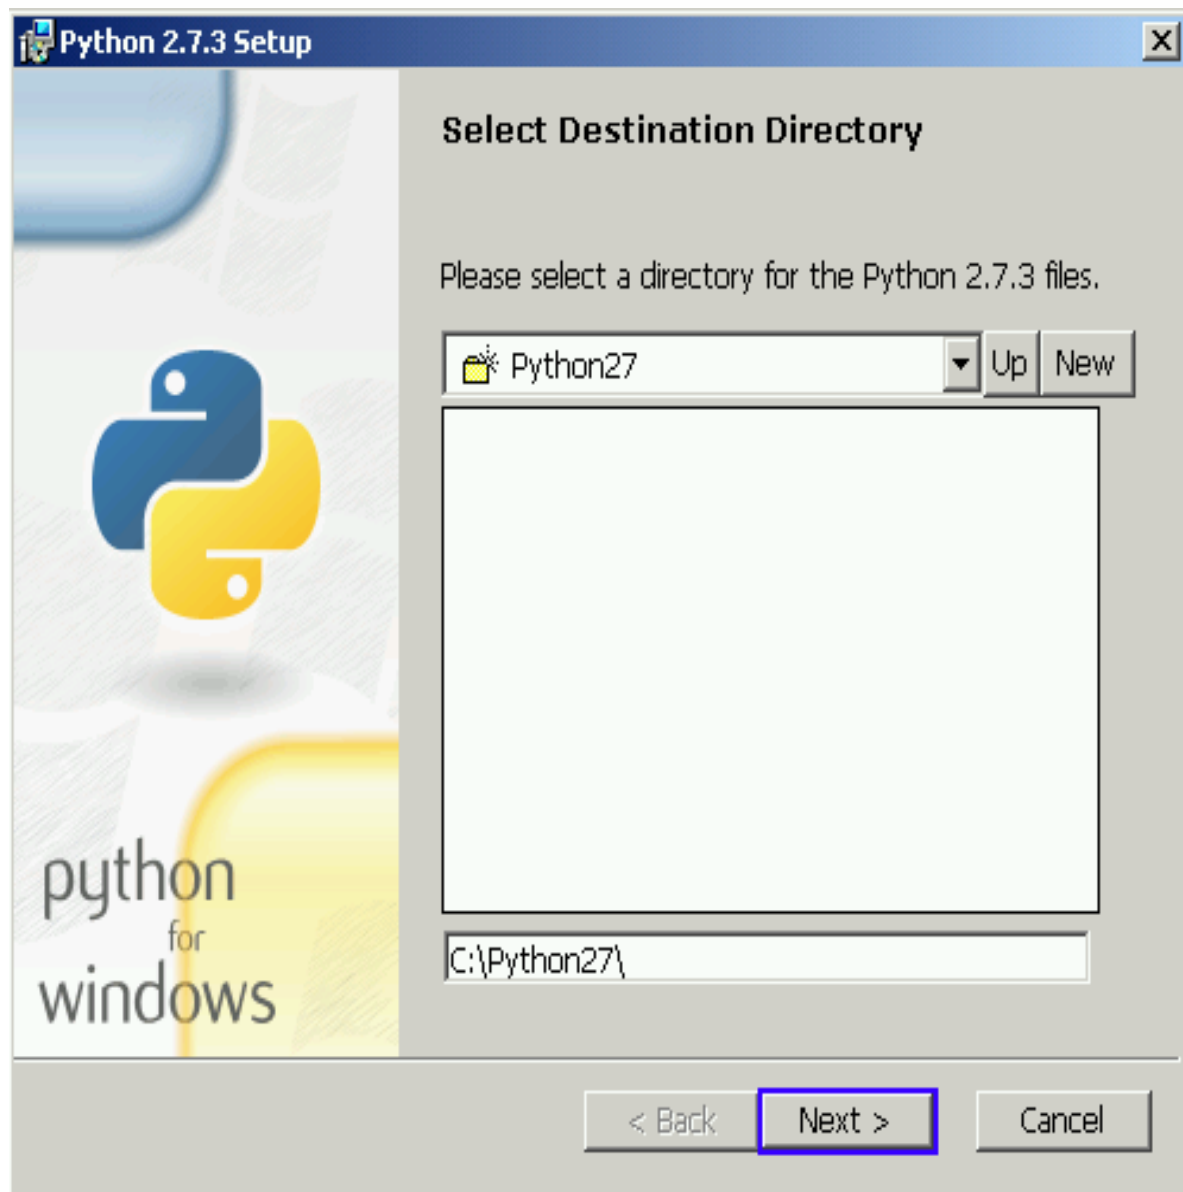 Python 2.7.3 Setup
Select Destination Directory
Please select a directory for the Python 2.7.3 files.
Python27
Up
New
C:\Python27\
python
for
windows
< Back
Next >
Cancel